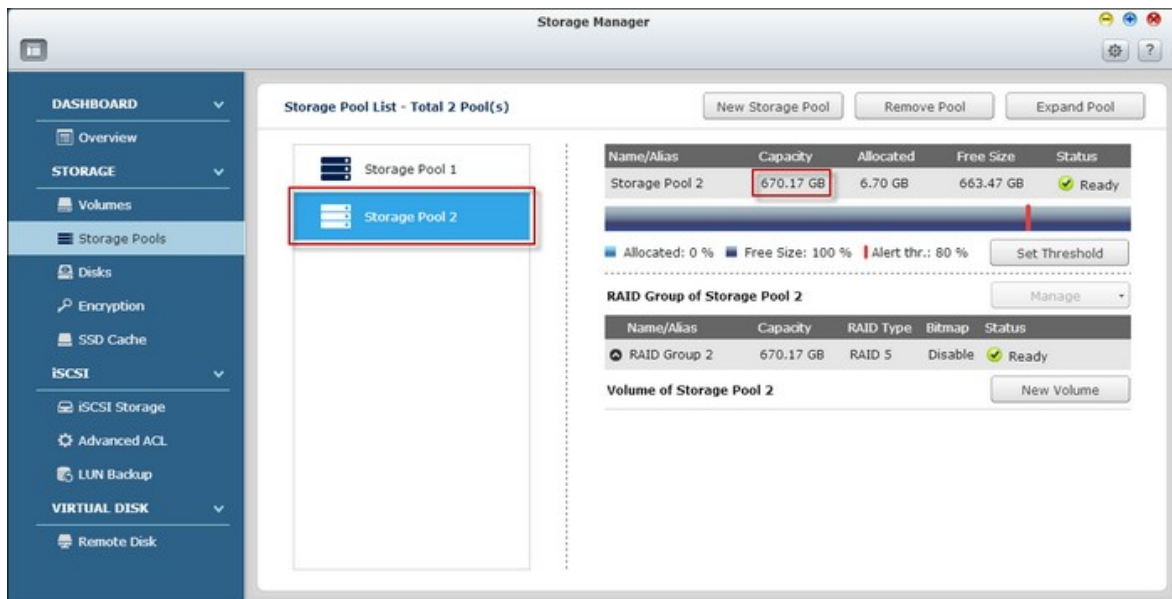 Storage Manager
?
DASHBOARD
Overview
STORAGE
Volumes
Storage Pools
Disks
Encryption
SSD Cache
iSCSI
iSCSI Storage
Advanced ACL
LUN Backup
VIRTUAL DISK
Remote Disk
Storage Pool List - Total 2 Pool(s)
New Storage Pool Remove Pool Expand Pool
Storage Pool 1
Storage Pool 2
Name/Alias Capacity Allocated Free Size Status
Storage Pool 2 670.17 GB 6.70 GB 663.47 GB Ready
Allocated: 0 % Free Size: 100 % Alert thr.: 80 % Set Threshold
RAID Group of Storage Pool 2 Manage
Name/Alias Capacity RAID Type Bitmap Status
RAID Group 2 670.17 GB RAID 5 Disable Ready
Volume of Storage Pool 2 New Volume